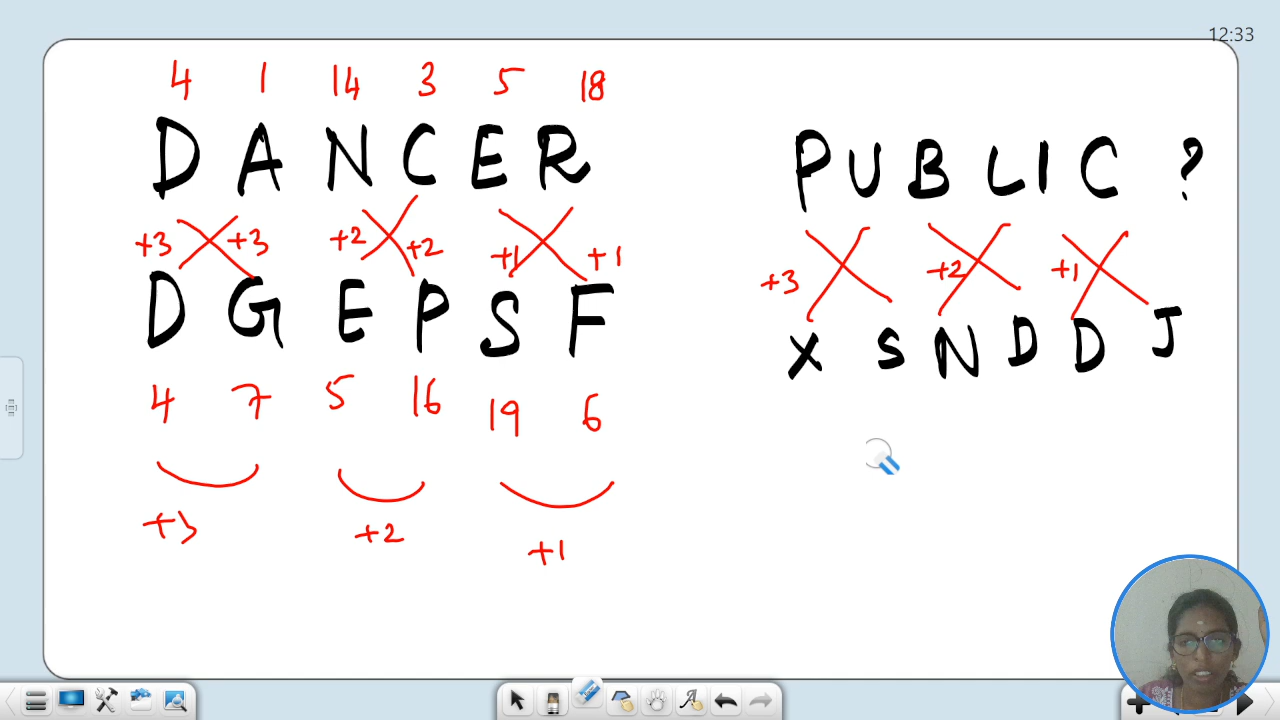 12:33
4 1 14 3 5 18
D A N C E R
PUBLIC ?
+3 +3 +2 +2 +1 +1
+3 +2 +1
D G E P S F
X S N D D J
4 7 5 16 19 6
+3 +2 +1